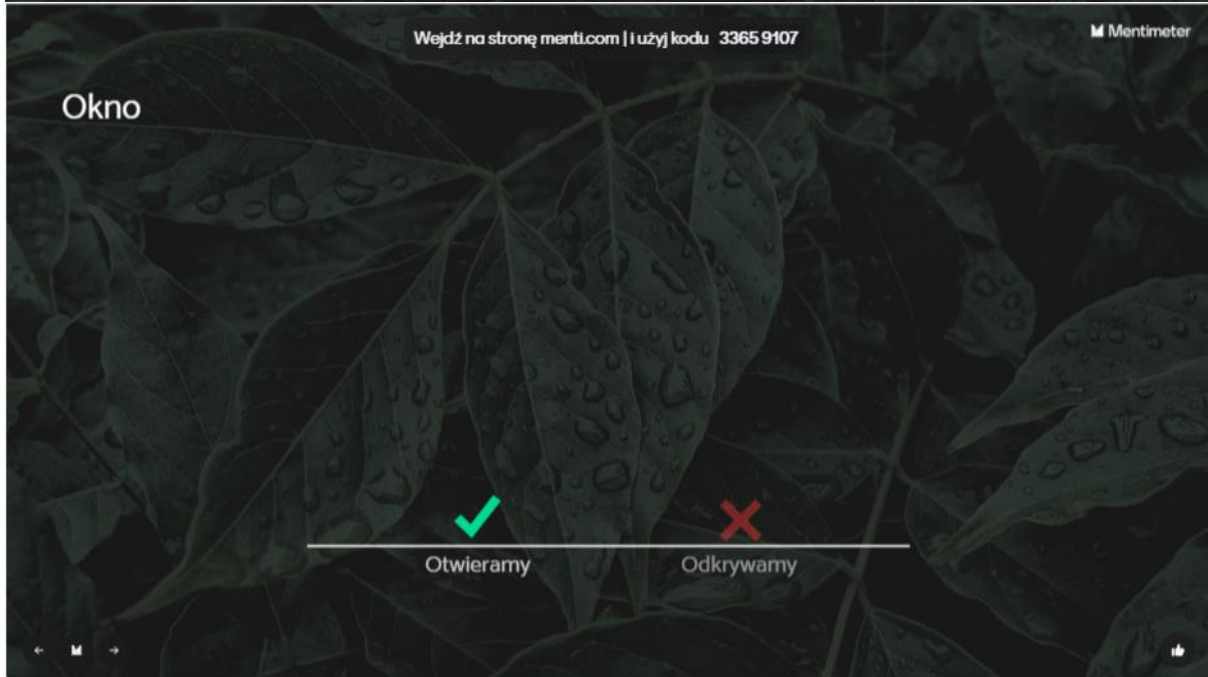 Wejdź na stronę menti.com | i użyj kodu 3365 9107
Mentimeter
Okno
Otwieramy
Odkrywamy